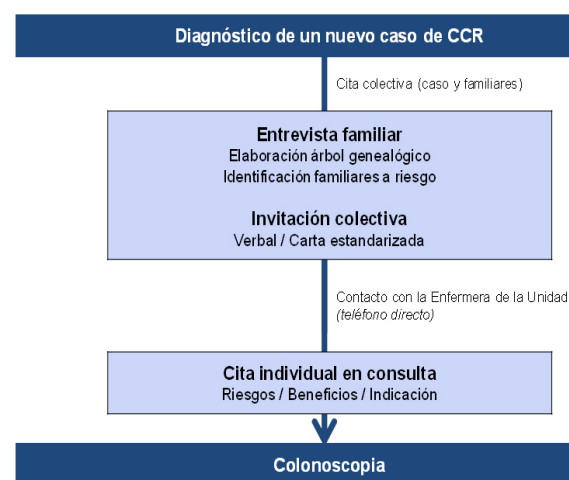 Diagnóstico de un nuevo caso de CCR
Cita colectiva (caso y familiares)
Entrevista familiar
Elaboración árbol genealógico
Identificación familiares a riesgo
Invitación colectiva
Verbal / Carta estandarizada
Contacto con la Enfermera de la Unidad
(teléfono directo)
Cita individual en consulta
Riesgos / Beneficios / Indicación
Colonoscopia